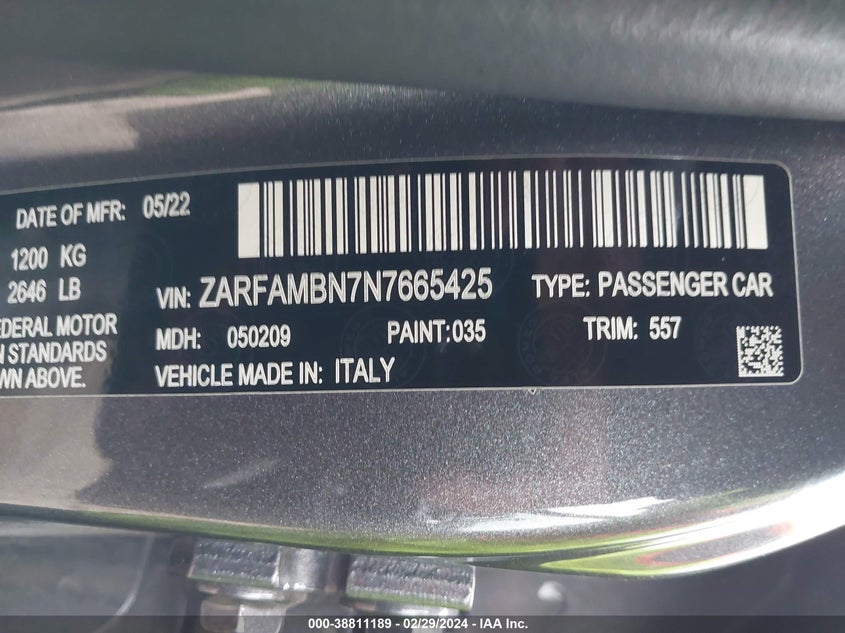 DATE OF MFR: 05/22
1200 KG
2646 LB
VIN: ZARFAMBN7N7665425 TYPE: PASSENGER CAR
EDERAL MOTOR
MDH: 050209 PAINT:035 TRIM: 557
N STANDARDS
WN ABOVE.
VEHICLE MADE IN: ITALY
000-38811189 - 02/29/2024 - IAA Inc.